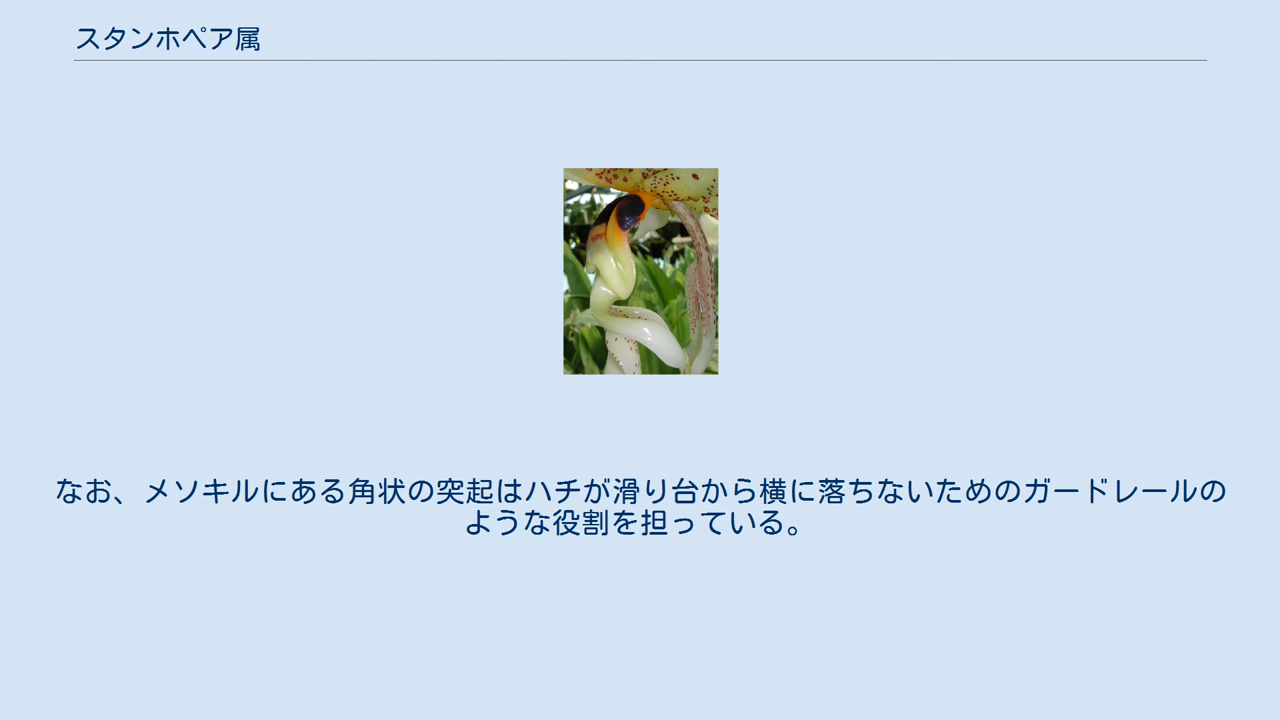 スタンホペア属
なお、メソキルにある角状の突起はハチが滑り台から横に落ちないためのガードレールの
ような役割を担っている。